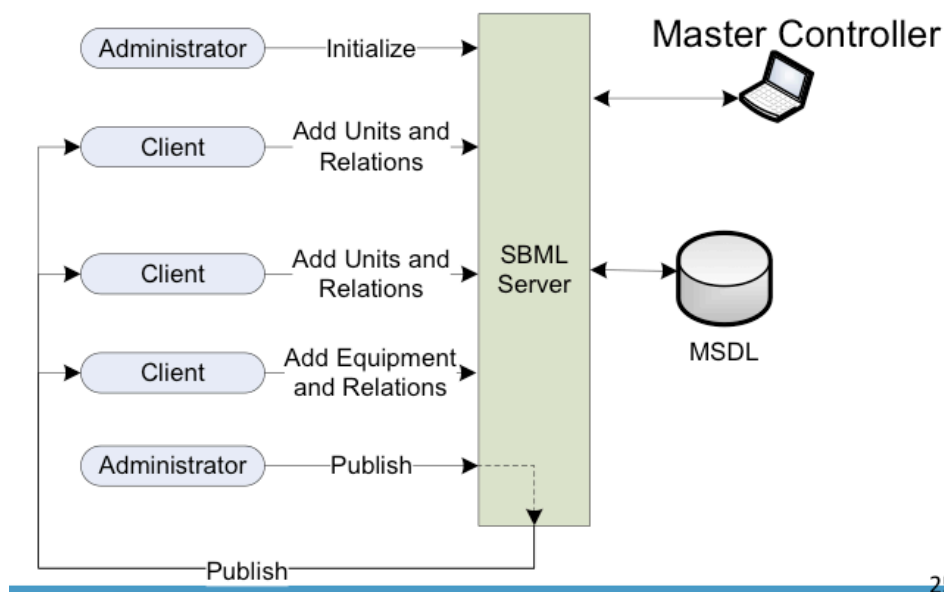 Master Controller
Administrator
Initialize
Client
Add Units and
Relations
Client
Add Units and
Relations
SBML
Server
MSDL
Client
Add Equipment
and Relations
Administrator
Publish
Publish